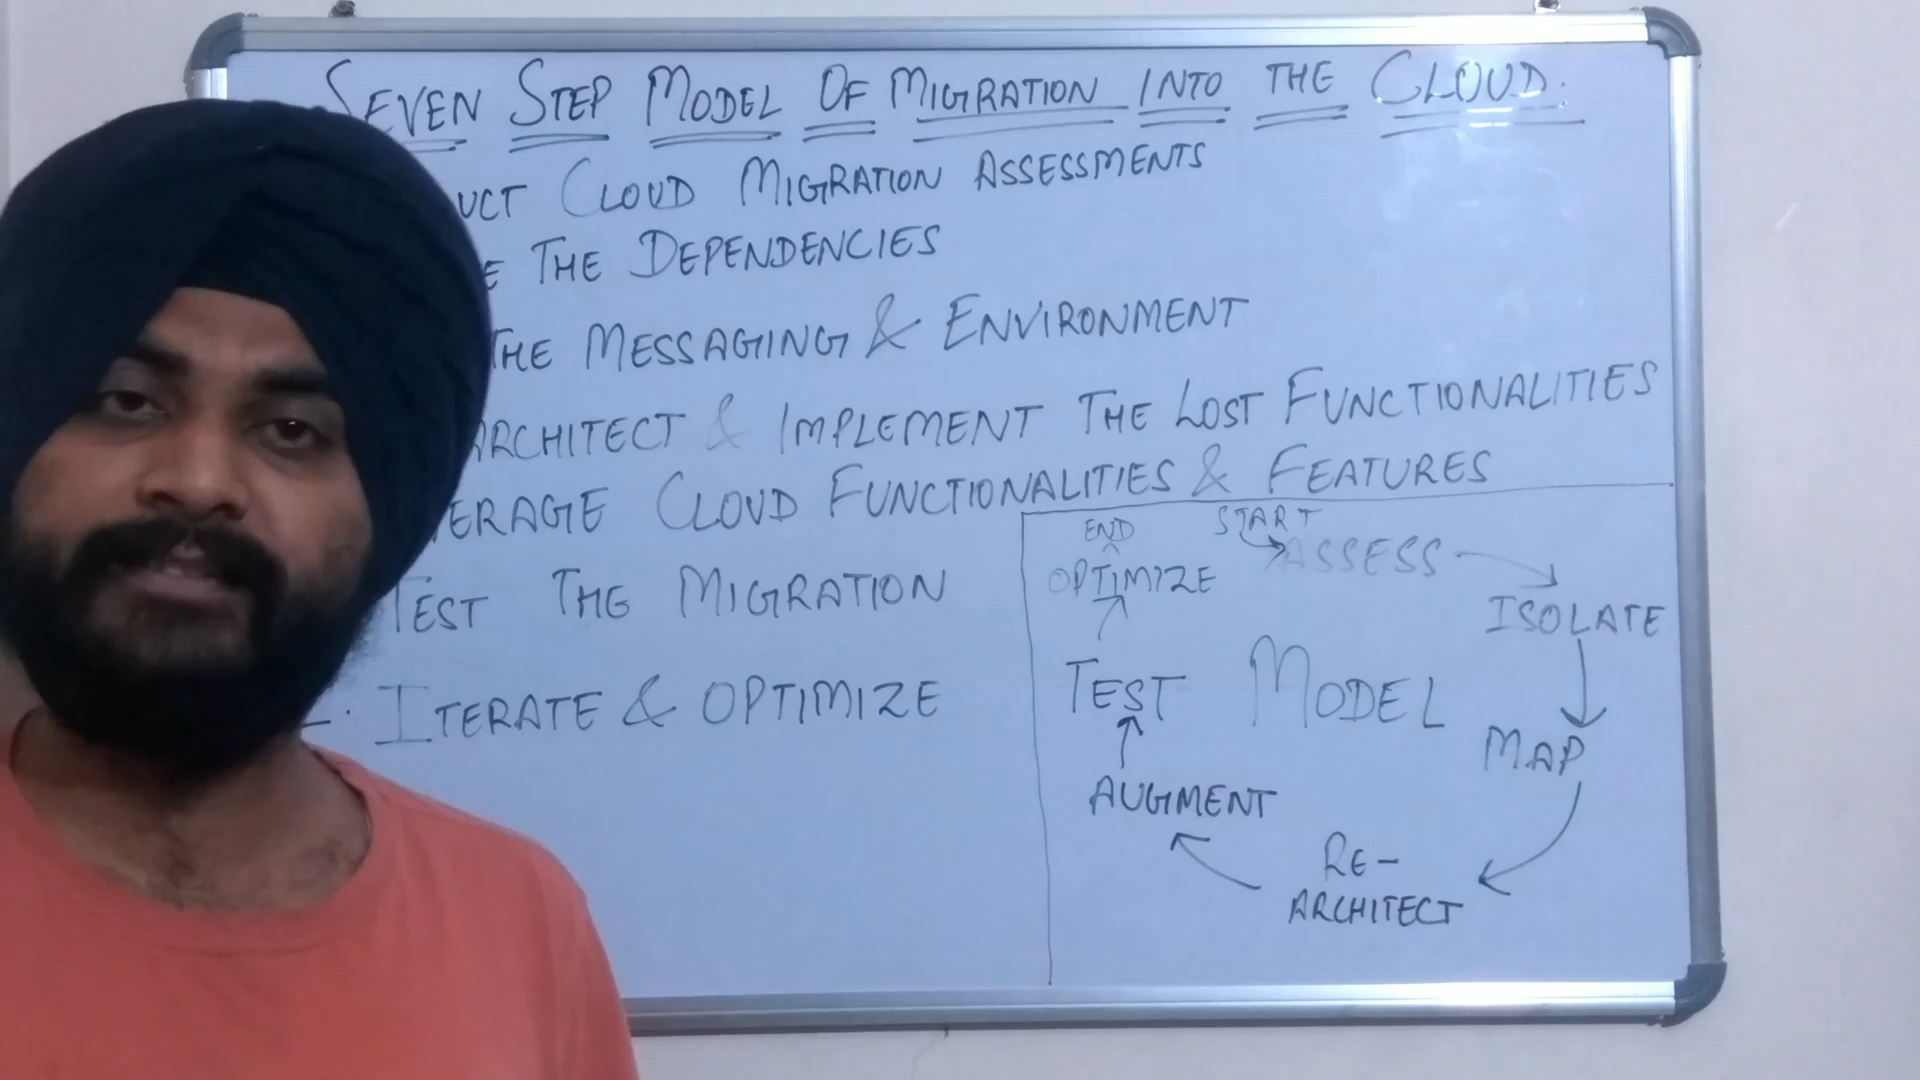 SEVEN STEP MODEL OF MIGRATION INTO THE CLOUD.
UCT CLOUD MIGRATION ASSESSMENTS
E THE DEPENDENCIES
THE MESSAGING & ENVIRONMENT
ARCHITECT & IMPLEMENT THE LOST FUNCTIONALITIES
ERAGE CLOUD FUNCTIONALITIES & FEATURES
TEST THE MIGRATION
ITERATE & OPTIMIZE
END START
OPTIMIZE ASSESS
ISOLATE
TEST MODEL
MAP
AUGMENT
RE-
ARCHITECT